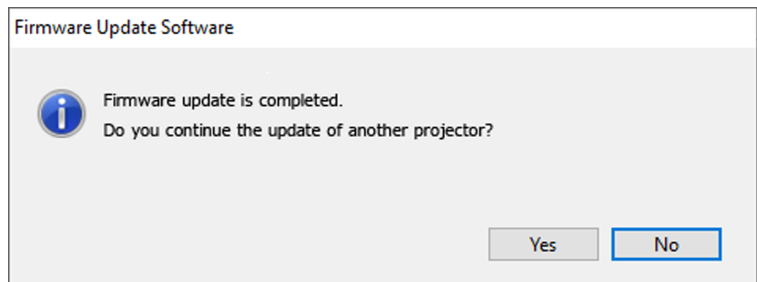 Firmware Update Software
Firmware update is completed.
Do you continue the update of another projector?
Yes No